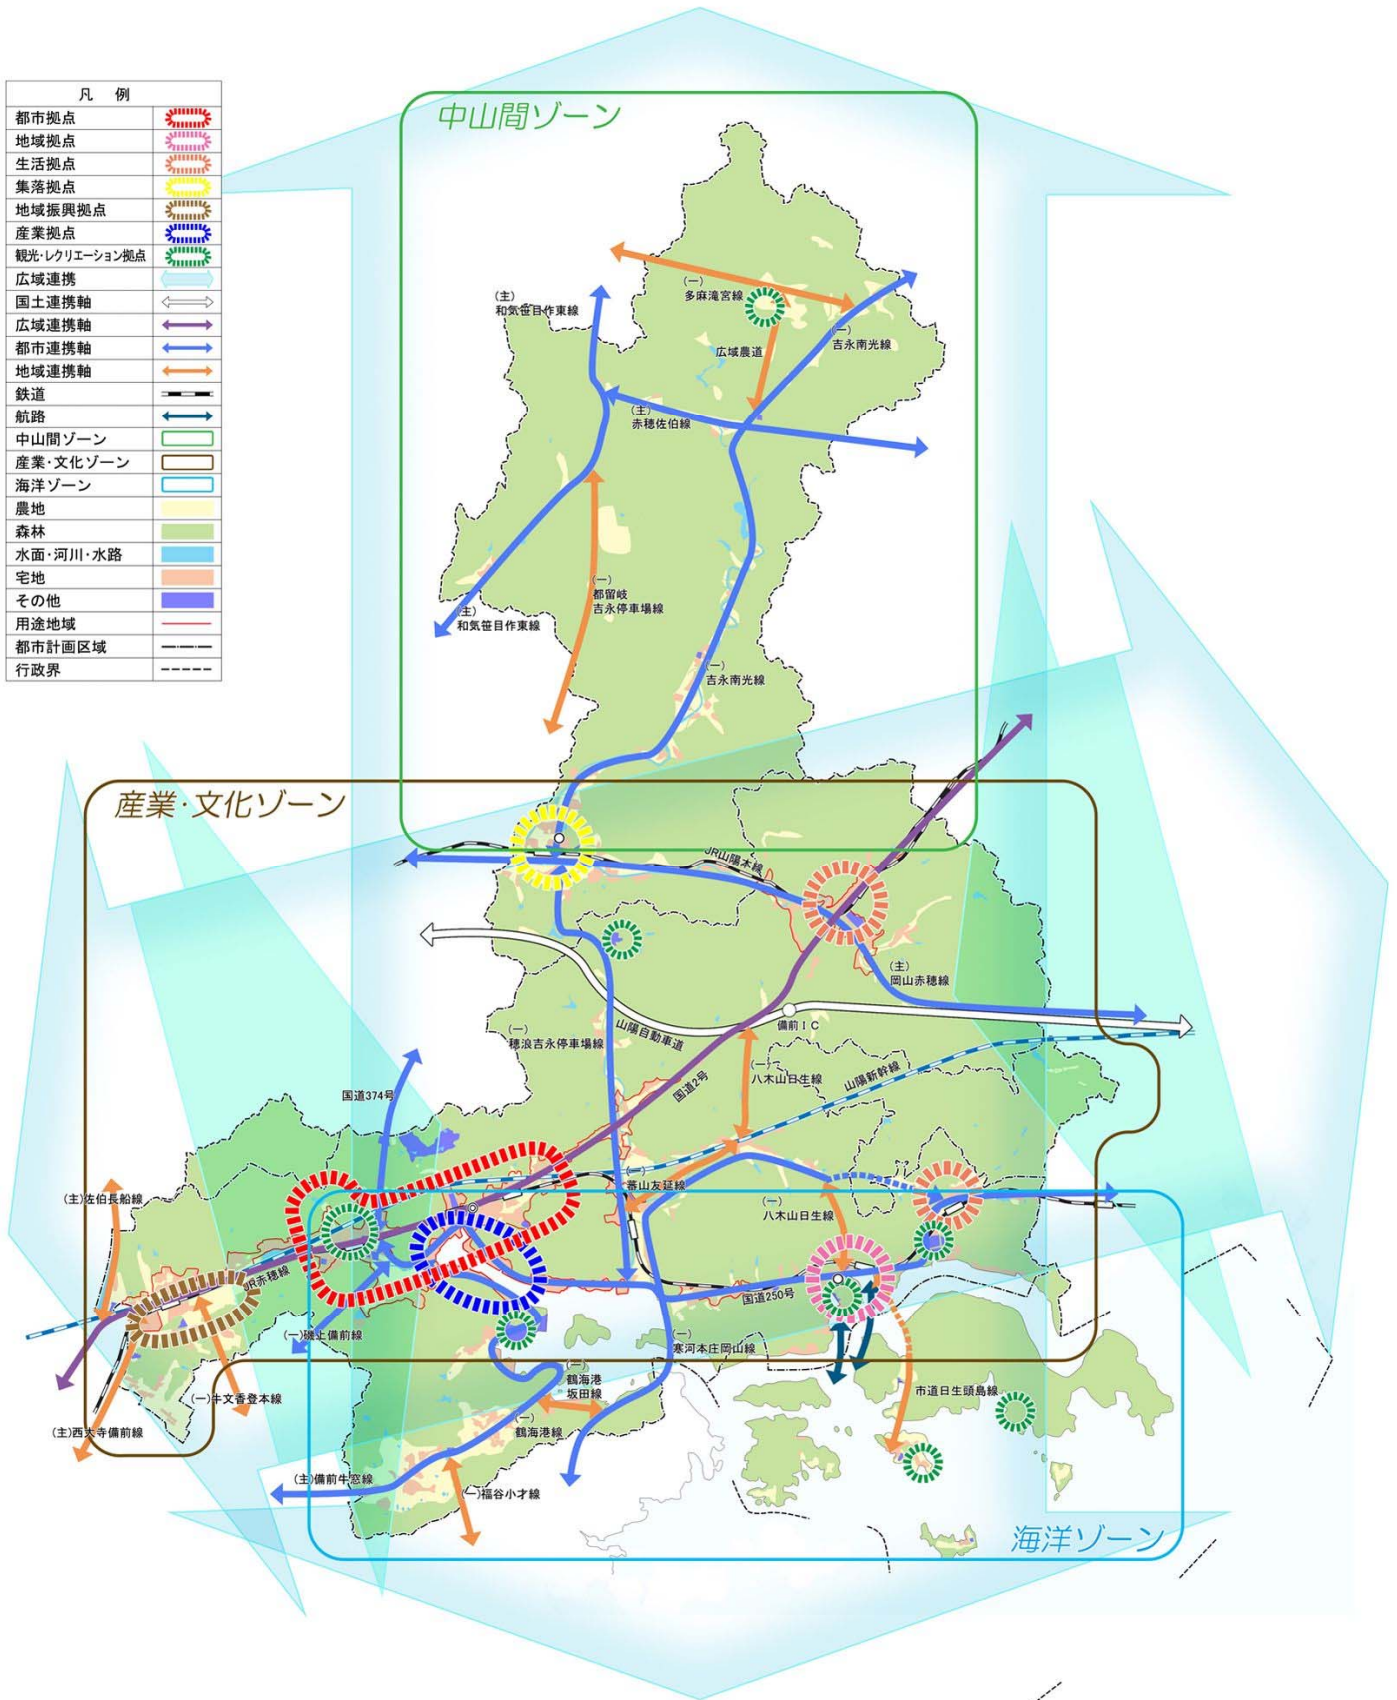 凡 例
都市拠点
地域拠点
生活拠点
集落拠点
地域振興拠点
産業拠点
観光・レクリエーション拠点
広域連携
国土連携軸
広域連携軸
都市連携軸
地域連携軸
鉄道
航路
中山間ゾーン
産業・文化ゾーン
海洋ゾーン
農地
森林
水面・河川・水路
宅地
その他
用途地域
都市計画区域
行政界
中山間ゾーン
(一)
多麻滝宮線
(主)
和気笹目作東線
(一)
吉永南光線
広域農道
(主)
赤穂佐伯線
(一)
都留岐
吉永停車場線
(主)
和気笹目作東線
(一)
吉永南光線
産業・文化ゾーン
JR山陽本線
(主)
岡山赤穂線
備前IC
山陽自動車道
(一)
穂浪吉永停車場線
(一)
八木山日生線
山陽新幹線
国道2号
国道374号
(一)
蕃山友延線
(主)佐伯長船線
(一)
八木山日生線
JR赤穂線
国道250号
(一)磯上備前線
(一)
寒河本庄岡山線
(一)
鶴海港
坂田線
(一)牛文香登本線
市道日生頭島線
(主)西大寺備前線
(一)
鶴海港線
(主)備前牛窓線
(一)福谷小才線
海洋ゾーン